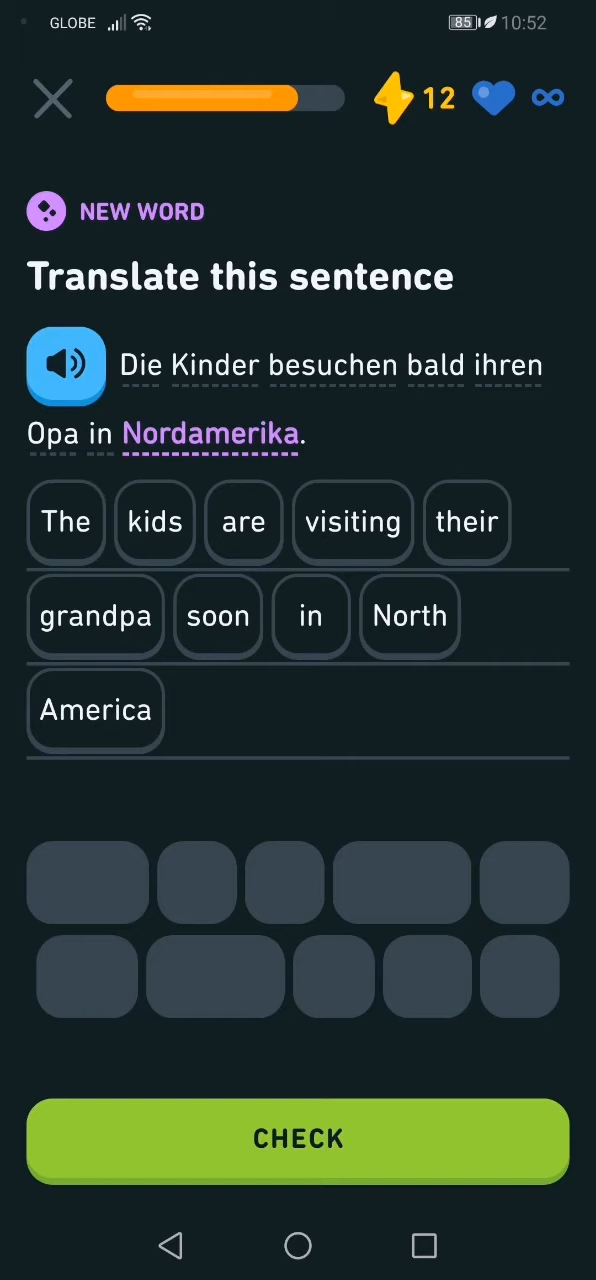 GLOBE 85 10:52
12
NEW WORD
Translate this sentence
Die Kinder besuchen bald ihren
Opa in Nordamerika.
The kids are visiting their
grandpa soon in North
America
CHECK